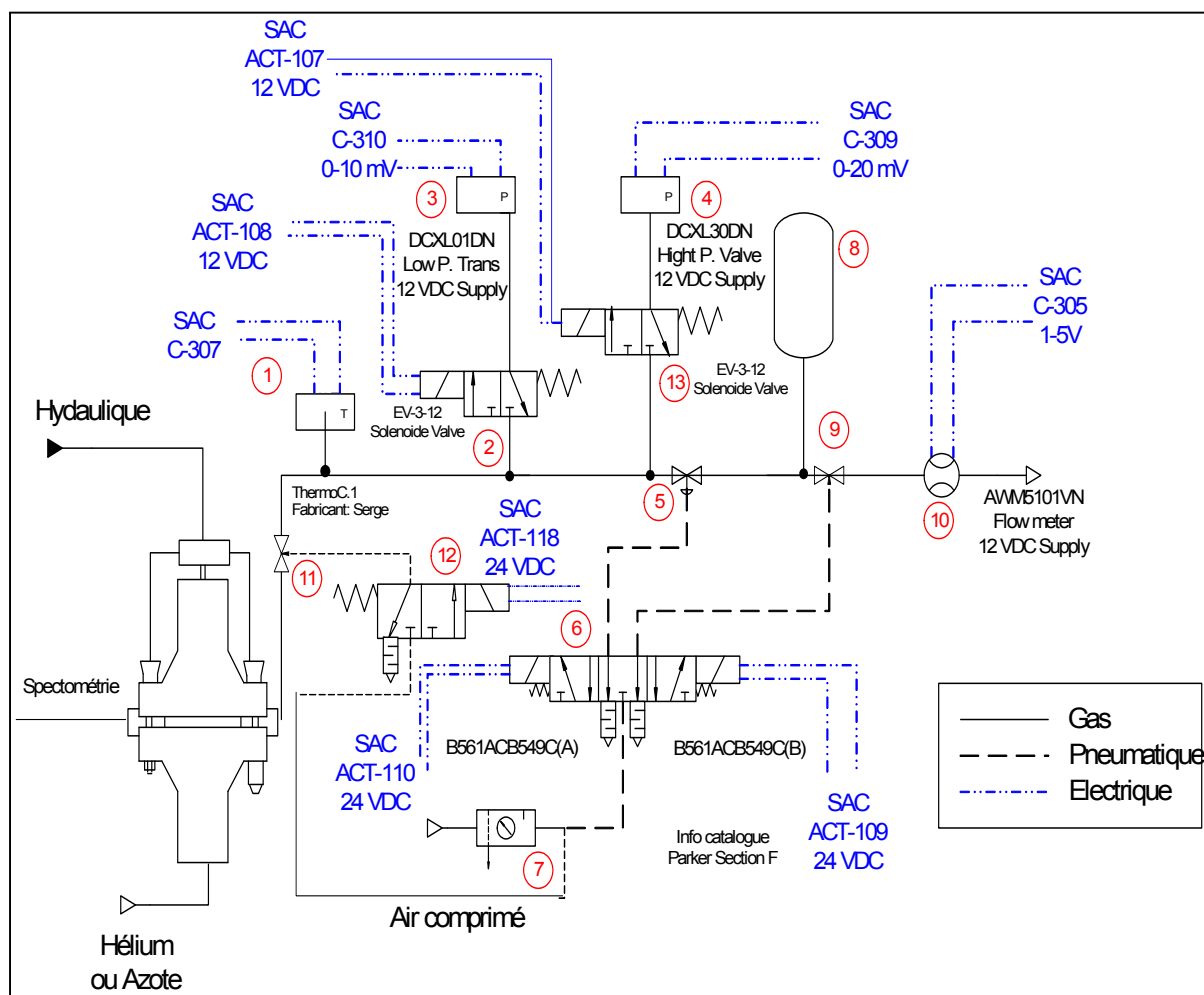 SAC
ACT-107
12 VDC
SAC
C-310
0-10 mV
SAC
C-309
0-20 mV
3
P
P
4
SAC
ACT-108
12 VDC
DCXL01DN
Low P. Trans
12 VDC Supply
DCXL30DN
Hight P. Valve
12 VDC Supply
8
SAC
C-305
1-5V
SAC
C-307
1
T
13
EV-3-12
Solenoide Valve
EV-3-12
Solenoide Valve
2
Hydaulique
9
ThermoC.1
Fabricant: Serge
5
10
AWM5101VN
Flow meter
12 VDC Supply
SAC
ACT-118
24 VDC
12
11
6
Spectométrie
SAC
ACT-110
24 VDC
B561ACB549C(A)
B561ACB549C(B)
SAC
ACT-109
24 VDC
Info catalogue
Parker Section F
7
Air comprimé
Hélium
ou Azote
Gas
Pneumatique
Electrique